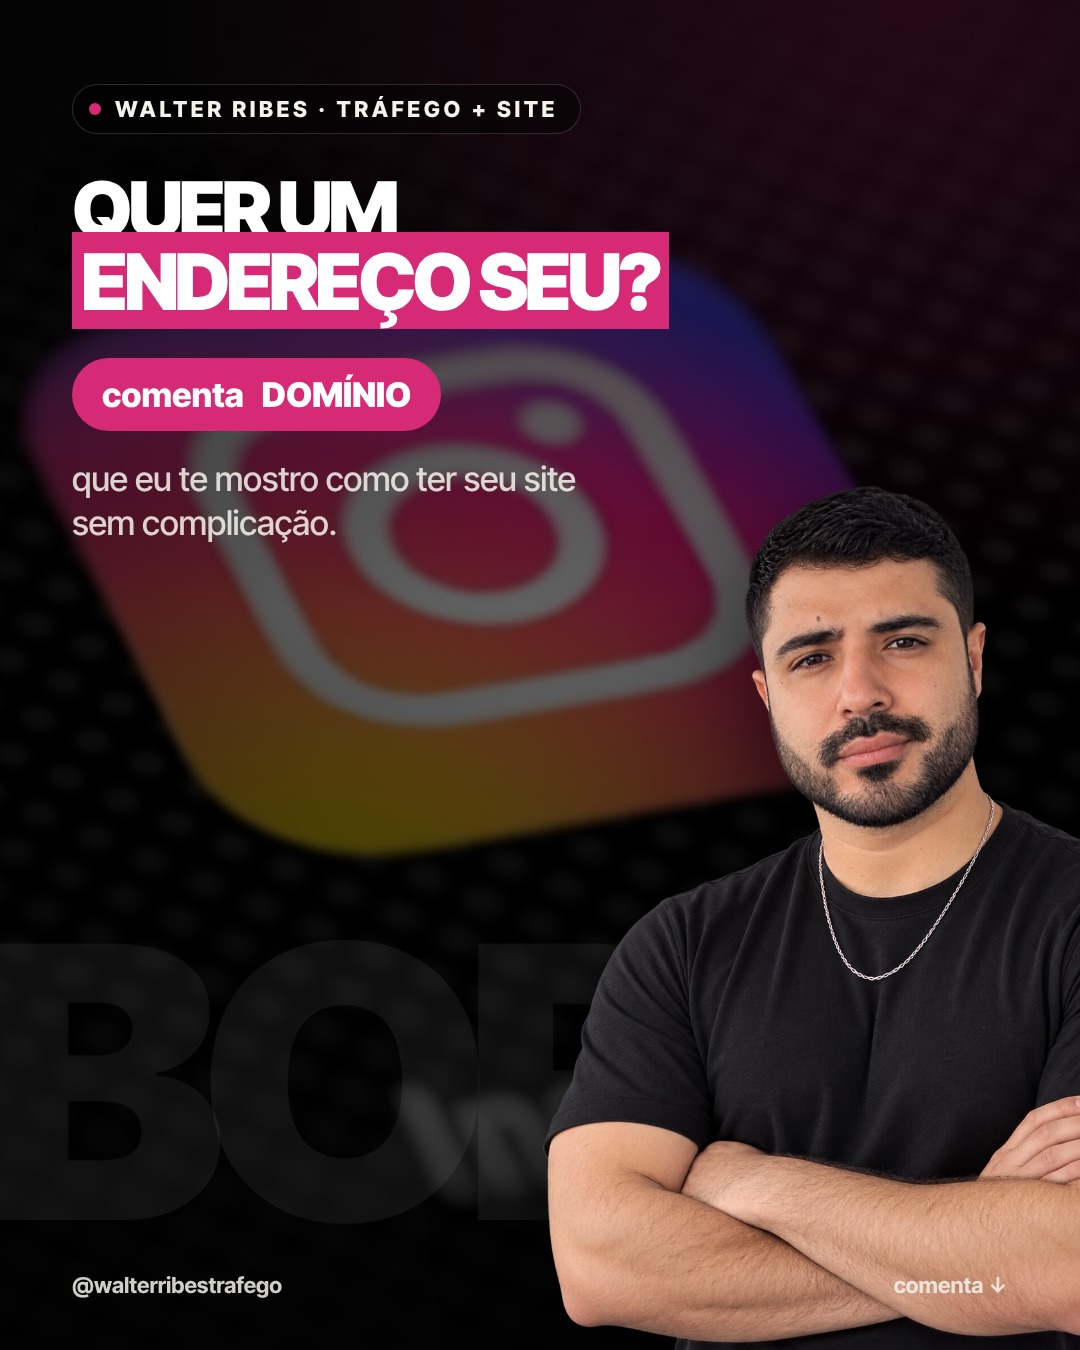 WALTER RIBES · TRÁFEGO + SITE
QUER UM
ENDEREÇO SEU?
comenta DOMÍNIO
que eu te mostro como ter seu site
sem complicação.
BO
@walterribestrafego
comenta ↓